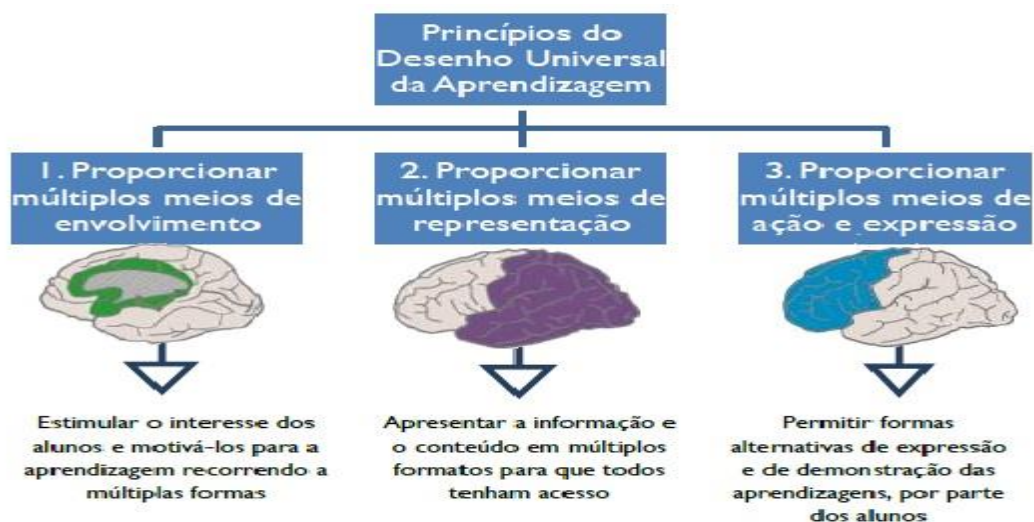 Princípios do
Desenho Universal
da Aprendizagem
1. Proporcionar
múltiplos meios de
envolvimento
2. Proporcionar
múltiplos meios de
representação
3. Proporcionar
múltiplos meios de
ação e expressão
Estimular o interesse dos
alunos e motivá-los para a
aprendizagem recorrendo a
múltiplas formas
Apresentar a informação e
o conteúdo em múltiplos
formatos para que todos
tenham acesso
Permitir formas
alternativas de expressão
e de demonstração das
aprendizagens, por parte
dos alunos